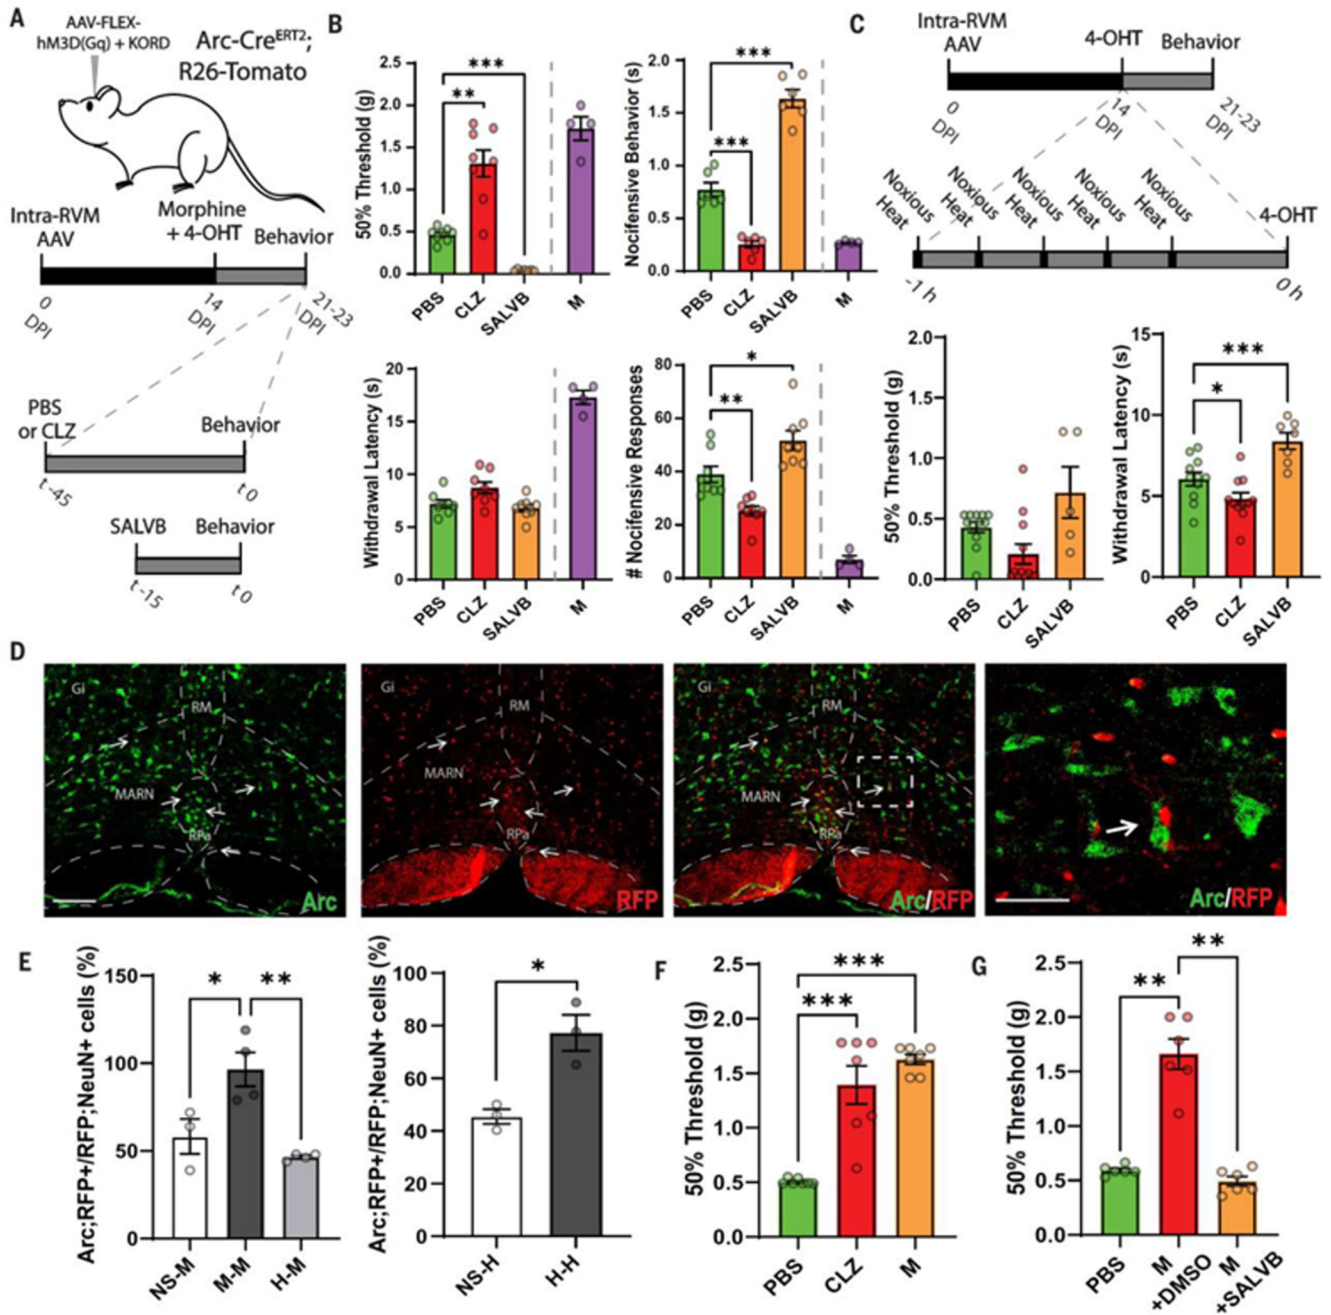 A
AAV-FLEX-
hM3D(Gq) + KORD
Arc-CreERT2;
R26-Tomato
Intra-RVM
AAV
Morphine
+ 4-OHT
Behavior
0
DPI
14
DPI
21-23
DPI
PBS
or CLZ
Behavior
t -45
t 0
SALVB
Behavior
t -15
t 0
B
50% Threshold (g)
2.5
2.0
1.5
1.0
0.5
0.0
***
**
PBS
CLZ
SALVB
M
Nocifensive Behavior (s)
2.0
1.5
1.0
0.5
0.0
***
***
PBS
CLZ
SALVB
M
Withdrawal Latency (s)
20
15
10
5
0
PBS
CLZ
SALVB
M
# Nocifensive Responses
80
60
40
20
0
*
**
PBS
CLZ
SALVB
M
C
Intra-RVM
AAV
4-OHT
Behavior
0
DPI
14
DPI
21-23
DPI
Noxious
Heat
Noxious
Heat
Noxious
Heat
Noxious
Heat
Noxious
Heat
4-OHT
-1 h
0 h
50% Threshold (g)
2.0
1.5
1.0
0.5
0.0
PBS
CLZ
SALVB
Withdrawal Latency (s)
15
10
5
0
***
*
PBS
CLZ
SALVB
D
Gi
RM
MARN
RPa
Arc
Gi
RM
MARN
RPa
RFP
Gi
RM
MARN
RPa
Arc/RFP
Arc/RFP
E
Arc;RFP+/RFP;NeuN+ cells (%)
150
100
50
0
*
**
NS-M
M-M
H-M
Arc;RFP+/RFP;NeuN+ cells (%)
100
80
60
40
20
0
*
NS-H
H-H
F
50% Threshold (g)
2.5
2.0
1.5
1.0
0.5
0.0
***
***
PBS
CLZ
M
G
50% Threshold (g)
2.5
2.0
1.5
1.0
0.5
0.0
**
**
PBS
M
+DMSO
M
+SALVB